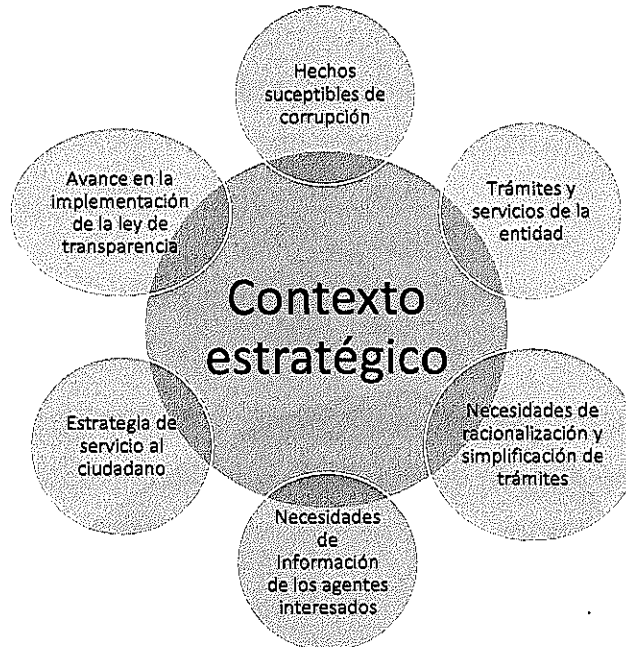 Hechos
suceptibles de
corrupción
Trámites y
servicios de la
entidad
Necesidades de
racionalización y
simplificación de
trámites
Necesidades
de
Información
de los agentes
interesados
Estrategia de
servicio al
ciudadano
Avance en la
implementación
de la ley de
transparencia
Contexto
estratégico